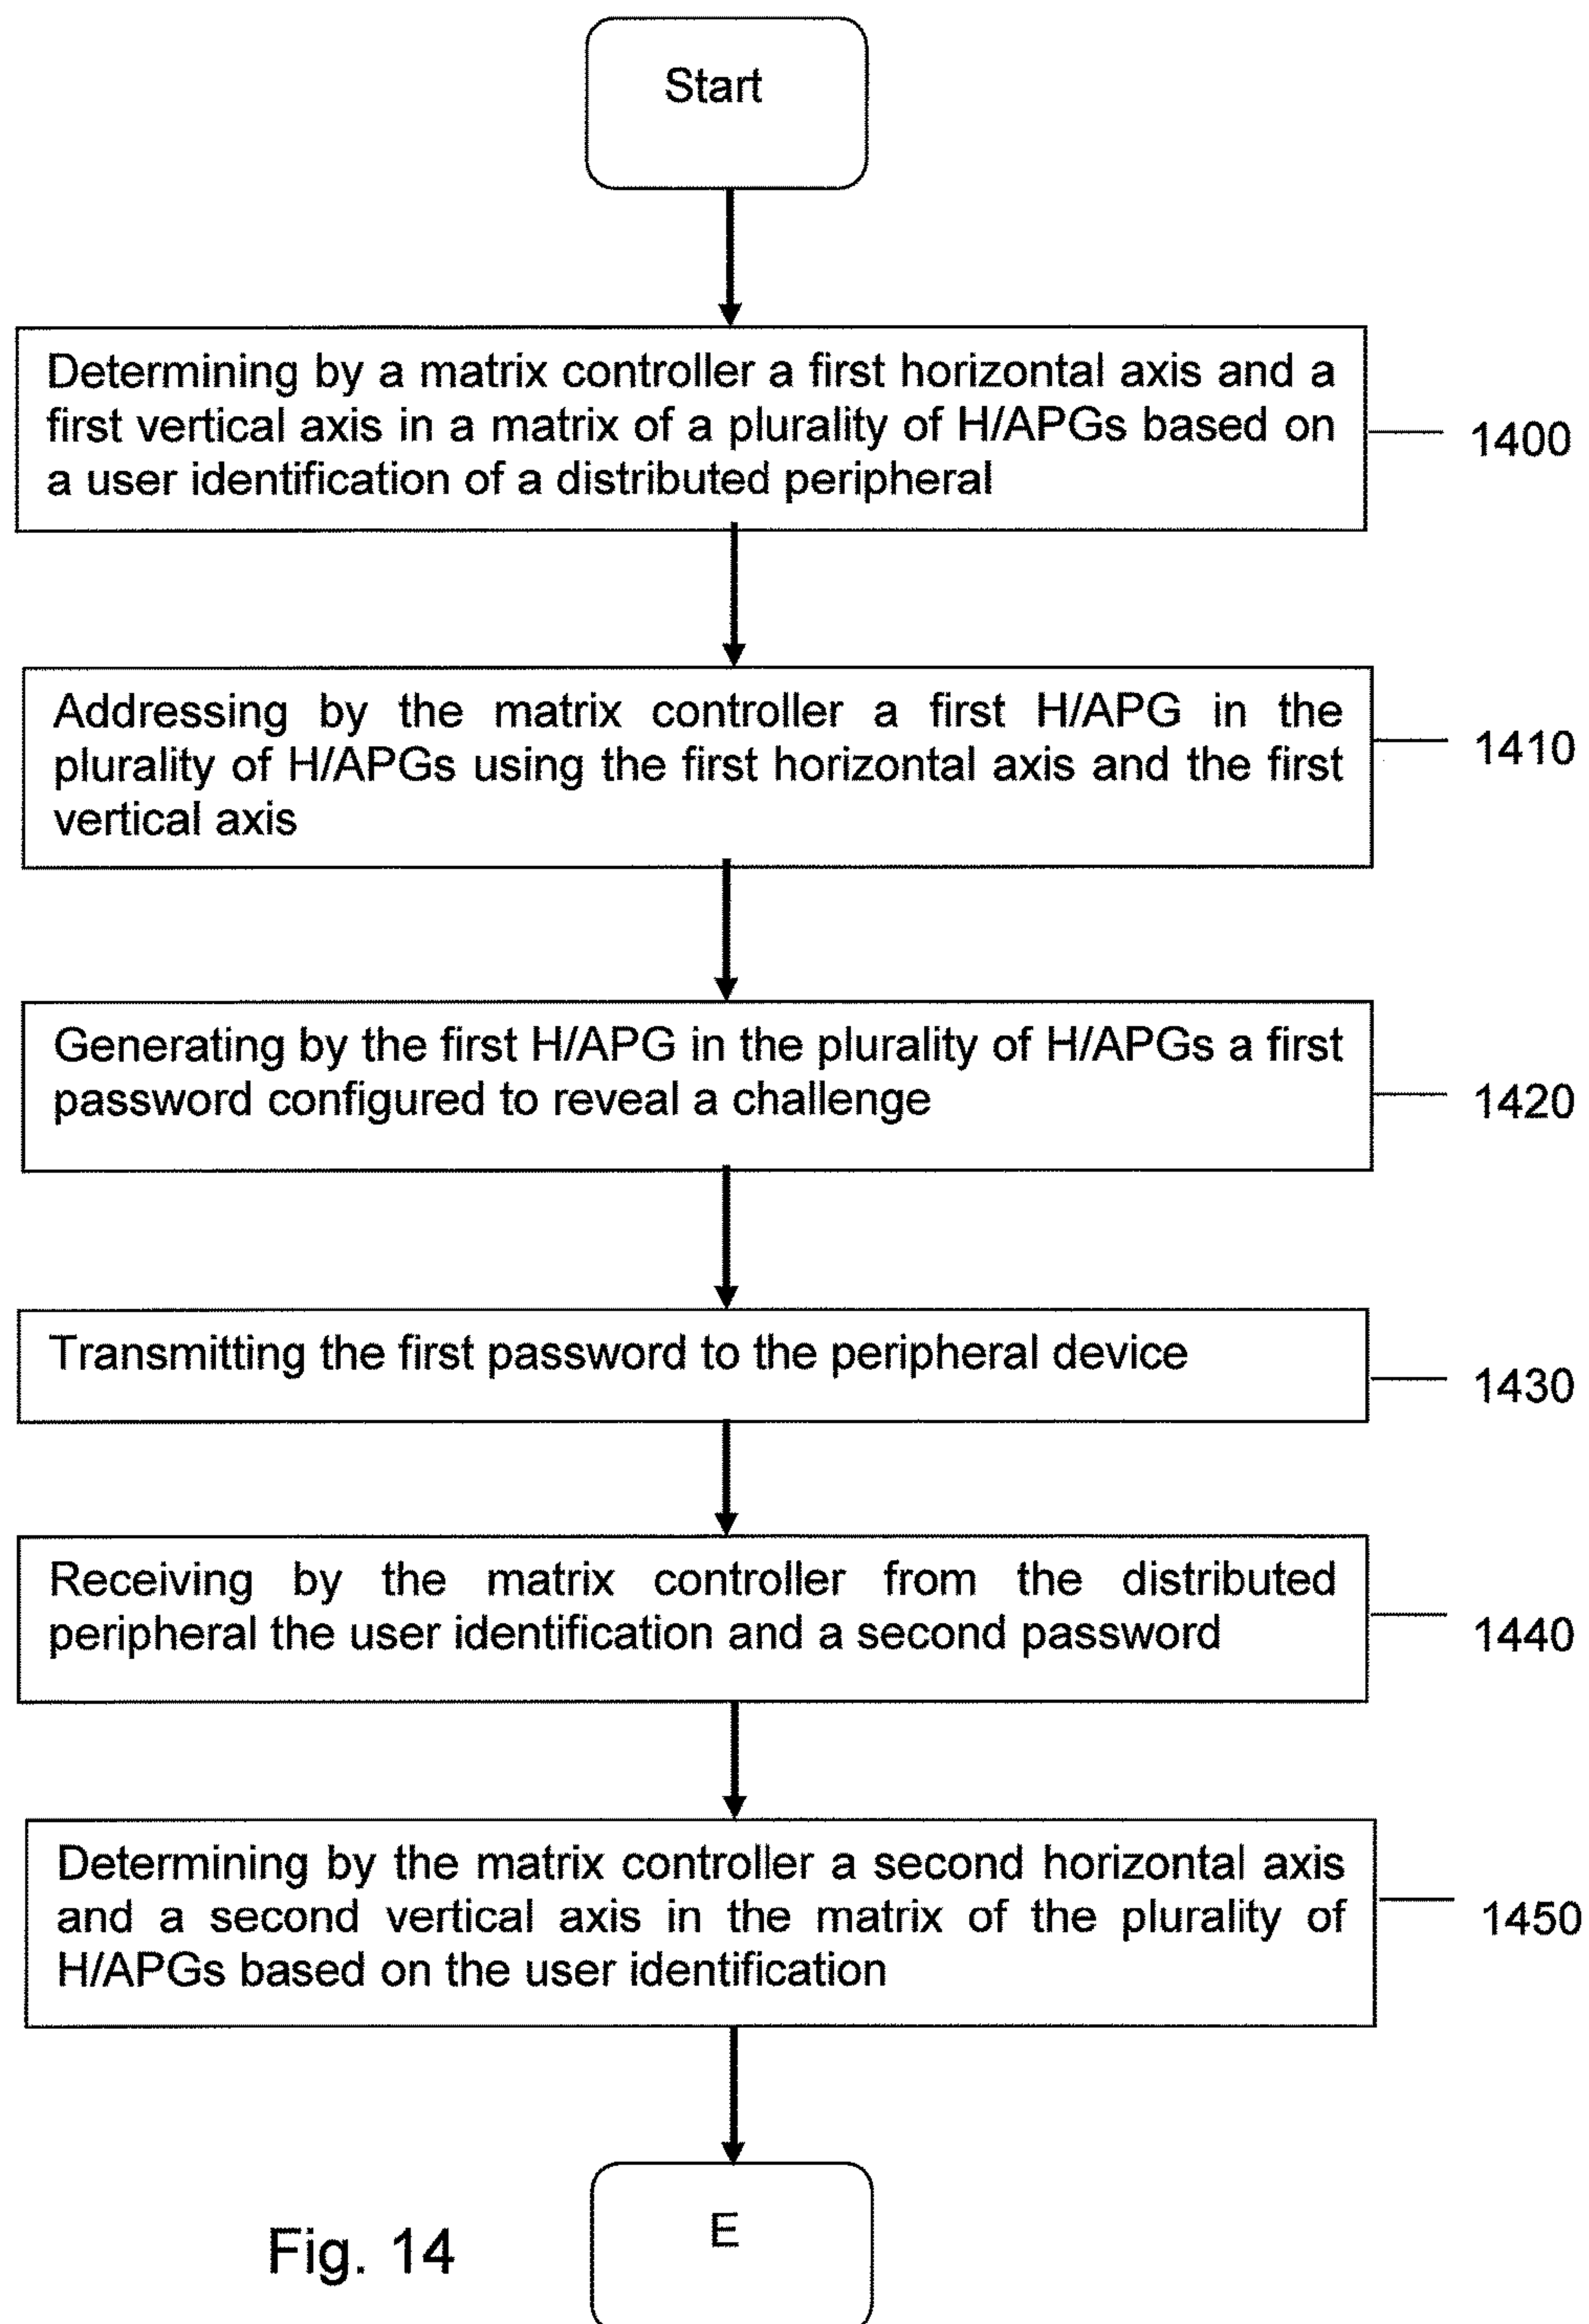 Start
Determining by a matrix controller a first horizontal axis and a
first vertical axis in a matrix of a plurality of H/APGs based on
a user identification of a distributed peripheral
1400
Addressing by the matrix controller a first H/APG in the
plurality of H/APGs using the first horizontal axis and the first
vertical axis
1410
Generating by the first H/APG in the plurality of H/APGs a first
password configured to reveal a challenge
1420
Transmitting the first password to the peripheral device
1430
Receiving by the matrix controller from the distributed
peripheral the user identification and a second password
1440
Determining by the matrix controller a second horizontal axis
and a second vertical axis in the matrix of the plurality of
H/APGs based on the user identification
1450
E
Fig. 14